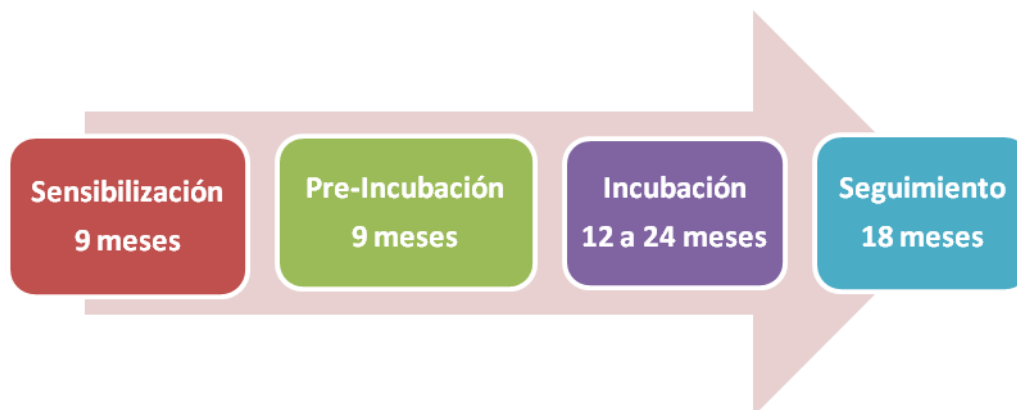 Sensibilización
9 meses
Pre-Incubación
9 meses
Incubación
12 a 24 meses
Seguimiento
18 meses